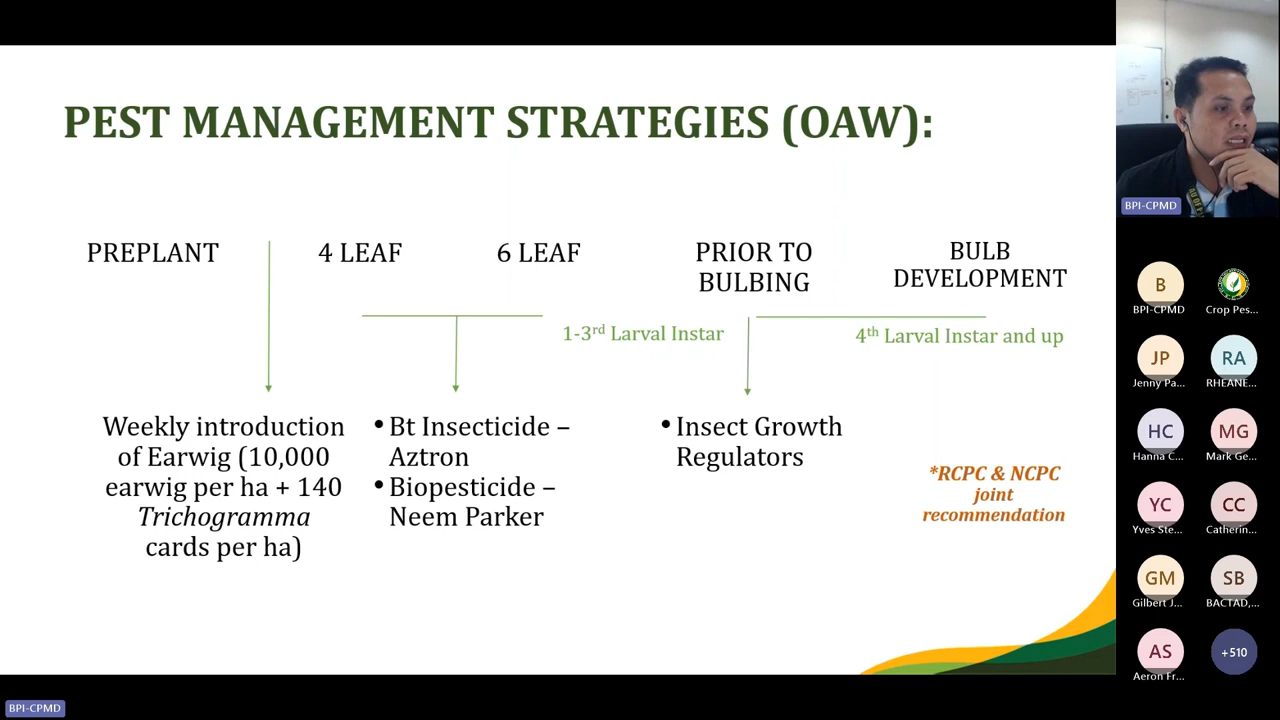 PEST MANAGEMENT STRATEGIES (OAW):
PREPLANT
4 LEAF
6 LEAF
PRIOR TO
BULBING
BULB
DEVELOPMENT
1-3rd Larval Instar
4th Larval Instar and up
Weekly introduction
of Earwig (10,000
earwig per ha + 140
Trichogramma
cards per ha)
• Bt Insecticide –
Aztron
• Biopesticide –
Neem Parker
• Insect Growth
Regulators
*RCPC & NCPC
joint
recommendation
BPI-CPMD
B
BPI-CPMD
Crop Pes...
JP
Jenny Pa...
RA
RHEANE...
HC
Hanna C...
MG
Mark Ge...
YC
Yves Ste...
CC
Catherin...
GM
Gilbert J...
SB
BACTAD,...
AS
Aeron Fr...
+510
BPI-CPMD